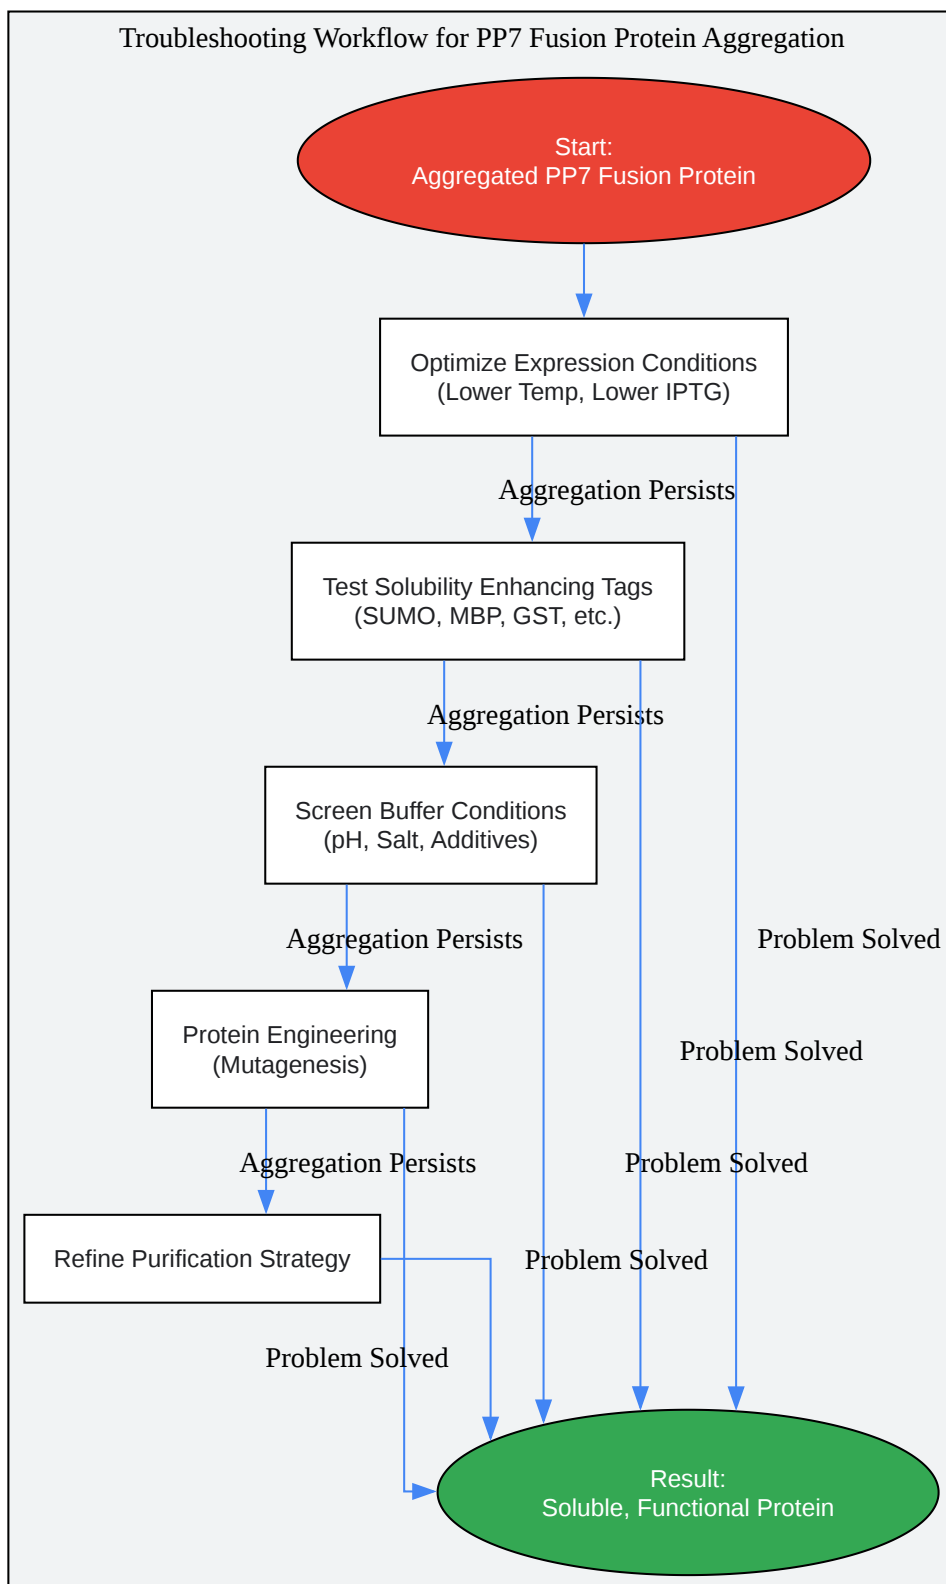 Troubleshooting Workflow for PP7 Fusion Protein Aggregation
Start:
Aggregated PP7 Fusion Protein
Optimize Expression Conditions
(Lower Temp, Lower IPTG)
Aggregation Persists
Test Solubility Enhancing Tags
(SUMO, MBP, GST, etc.)
Aggregation Persists
Screen Buffer Conditions
(pH, Salt, Additives)
Aggregation Persists
Problem Solved
Protein Engineering
(Mutagenesis)
Problem Solved
Aggregation Persists
Problem Solved
Refine Purification Strategy
Problem Solved
Problem Solved
Result:
Soluble, Functional Protein